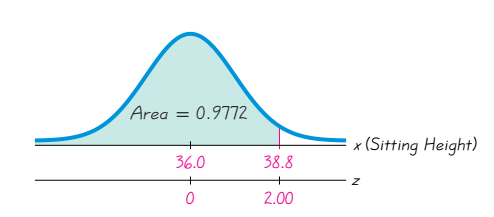 Area = 0.9772
x (Sitting Height)
36.0 38.8
z
0 2.00